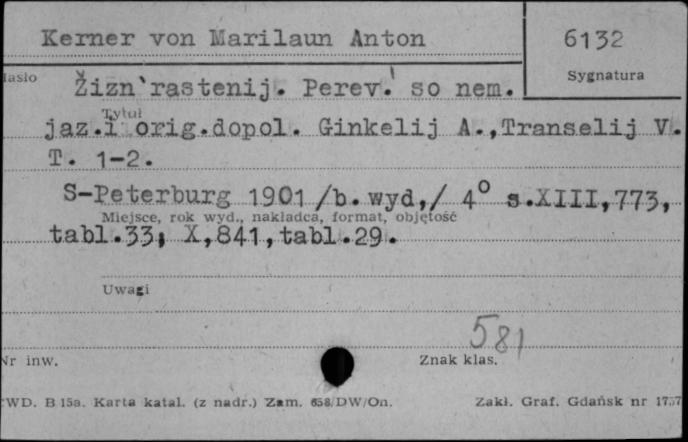 Kerner von Marilaun Anton
6132
Sygnatura
Hasło
Žizn'rastenij. Perev.' so nem.
Tytuł
jaz.i orig.dopol. Ginkelij A.,Transelij V.
T. 1-2.
S-Peterburg 1901 /b.wyd,/ 4° s.XIII,773,
Miejsce, rok wyd., nakładca, format, objętość
tabl.33; X,841,tabl.29.
Uwagi
581
Nr inw.
Znak klas.
WD. B 15a. Karta katal. (z nadr.) Zam. 658/DW/On.
Zakł. Graf. Gdańsk nr